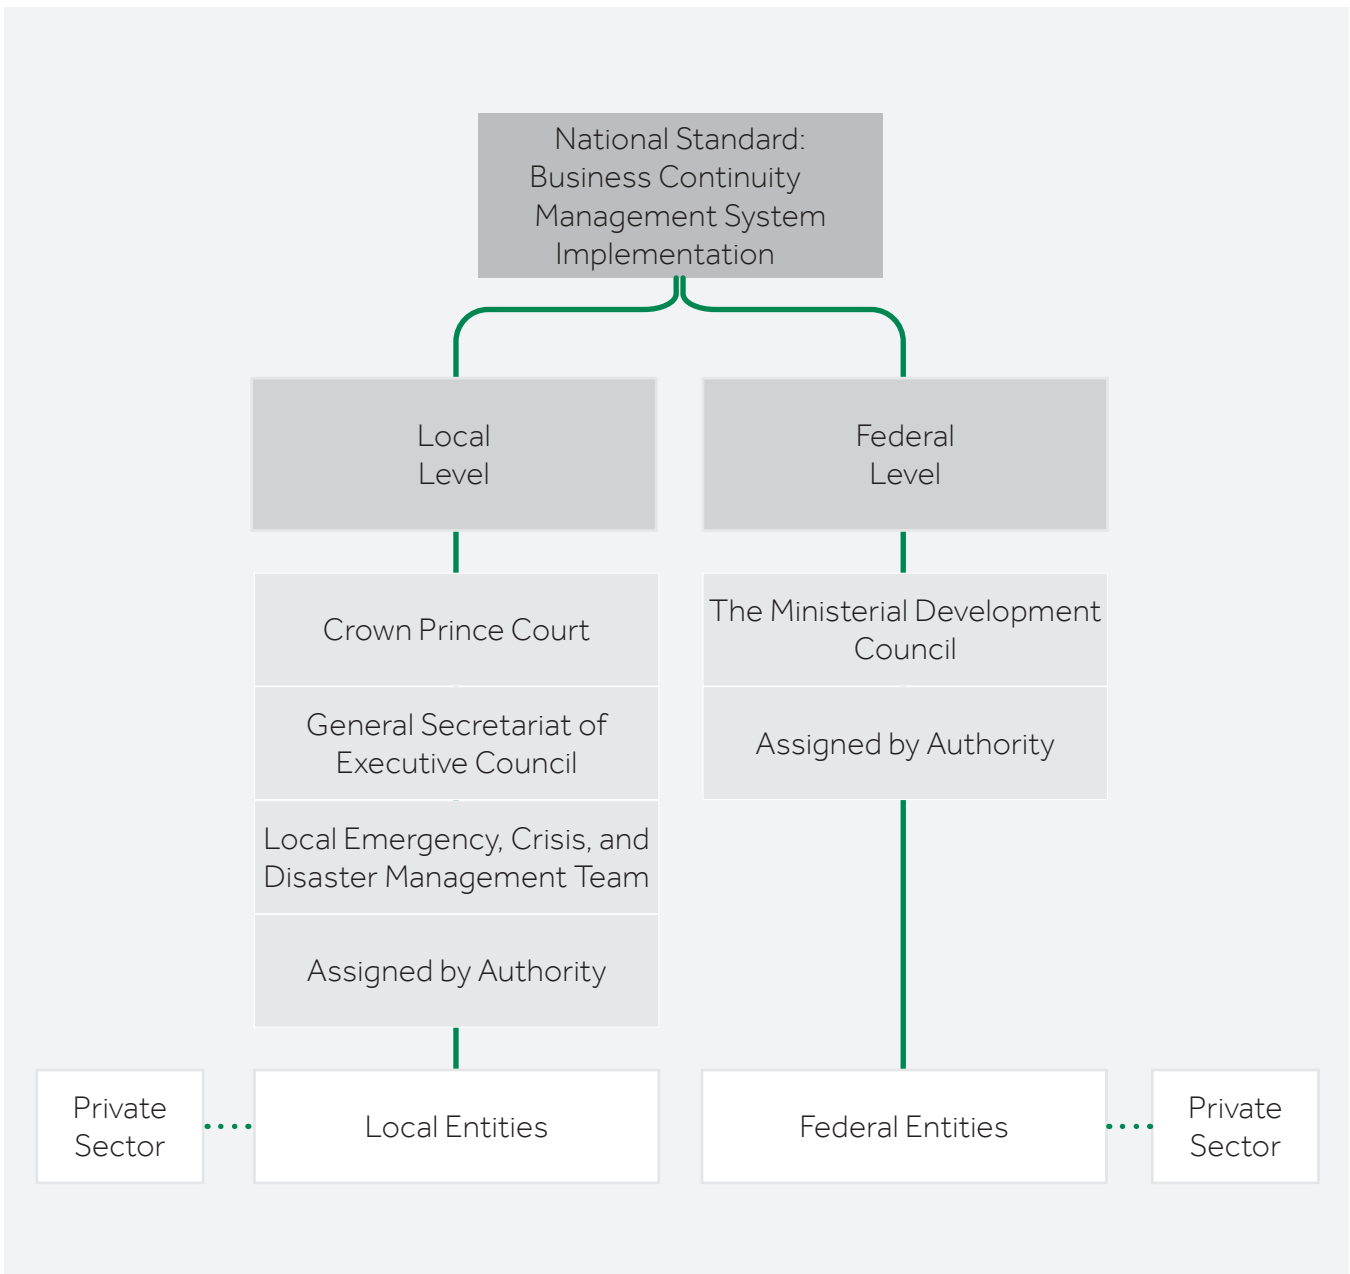 National Standard:
Business Continuity
Management System
Implementation
Local
Level
Federal
Level
Crown Prince Court
The Ministerial Development
Council
General Secretariat of
Executive Council
Assigned by Authority
Local Emergency, Crisis, and
Disaster Management Team
Assigned by Authority
Private
Sector
Local Entities
Federal Entities
Private
Sector